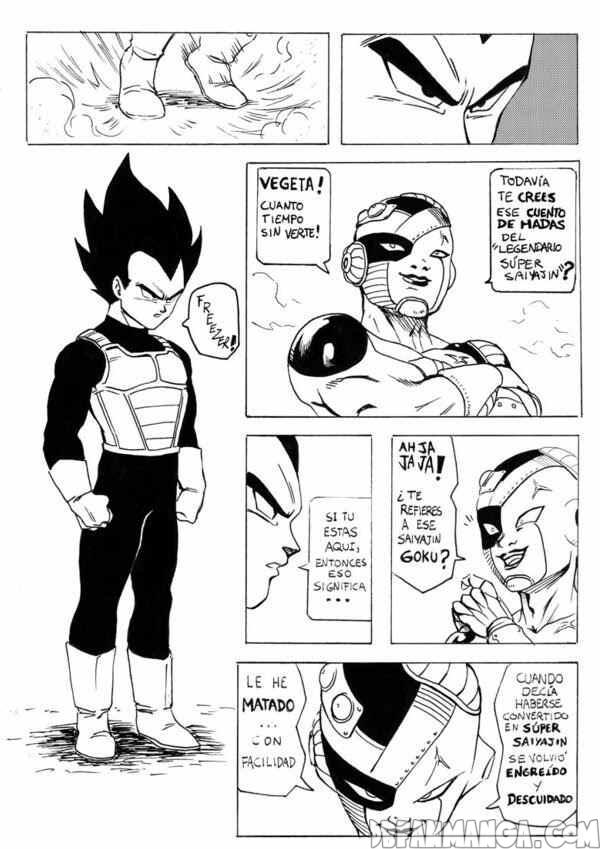 FREEZER!
VEGETA!
CUANTO
TIEMPO
SIN VERTE!
TODAVÍA
TE CREES
ESE CUENTO
DE HADAS
DEL
"LEGENDARIO
SÚPER
SAIYAJIN"?
SI TU
ESTAS
AQUI,
ENTONCES
ESO
SIGNIFICA
...
AH JA
JA JA!
¿TE
REFIERES
A ESE
SAIYAJIN
GOKU?
LE HE
MATADO
...
CON
FACILIDAD
CUANDO
DECÍA
HABERSE
CONVERTIDO
EN SÚPER
SAIYAJIN
SE VOLVIÓ
ENGREÍDO
Y
DESCUIDADO
DBFANMANGA.COM